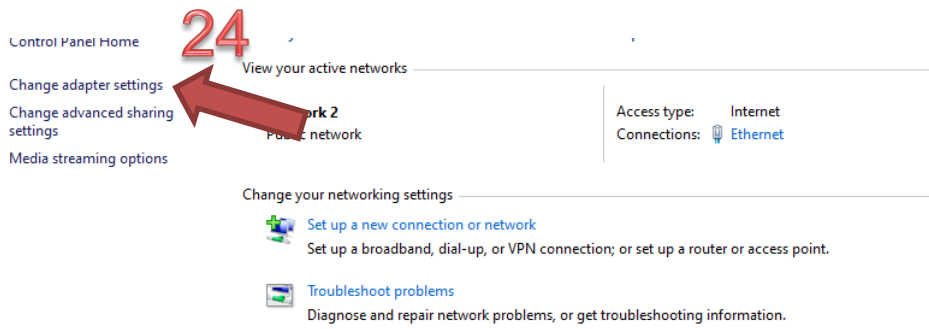 24
Control Panel Home
View your active networks
Change adapter settings
Change advanced sharing
settings
Media streaming options
ork 2
network
Access type: Internet
Connections: Ethernet
Change your networking settings
Set up a new connection or network
Set up a broadband, dial-up, or VPN connection; or set up a router or access point.
Troubleshoot problems
Diagnose and repair network problems, or get troubleshooting information.